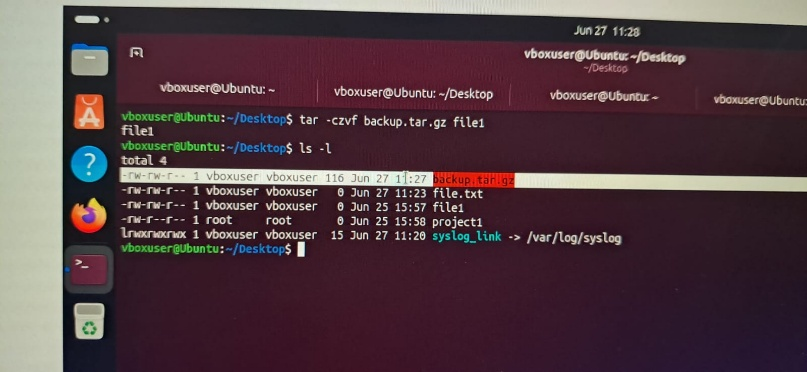 Jun 27 11:28
vboxuser@Ubuntu: ~/Desktop
~/Desktop
vboxuser@Ubuntu: ~
vboxuser@Ubuntu: ~/Desktop
vboxuser@Ubuntu: ~
vboxuser@Ubuntu
vboxuser@Ubuntu:~/Desktop$ tar -czvf backup.tar.gz file1
file1
vboxuser@Ubuntu:~/Desktop$ ls -l
total 4
-rw-rw-r-- 1 vboxuser vboxuser 116 Jun 27 11:27 backup.tar.gz
-rw-rw-r-- 1 vboxuser vboxuser 0 Jun 27 11:23 file.txt
-rw-rw-r-- 1 vboxuser vboxuser 0 Jun 25 15:57 file1
-rw-r--r-- 1 root root 0 Jun 25 15:58 project1
lrwxrwxrwx 1 vboxuser vboxuser 15 Jun 27 11:20 syslog_link -> /var/log/syslog
vboxuser@Ubuntu:~/Desktop$